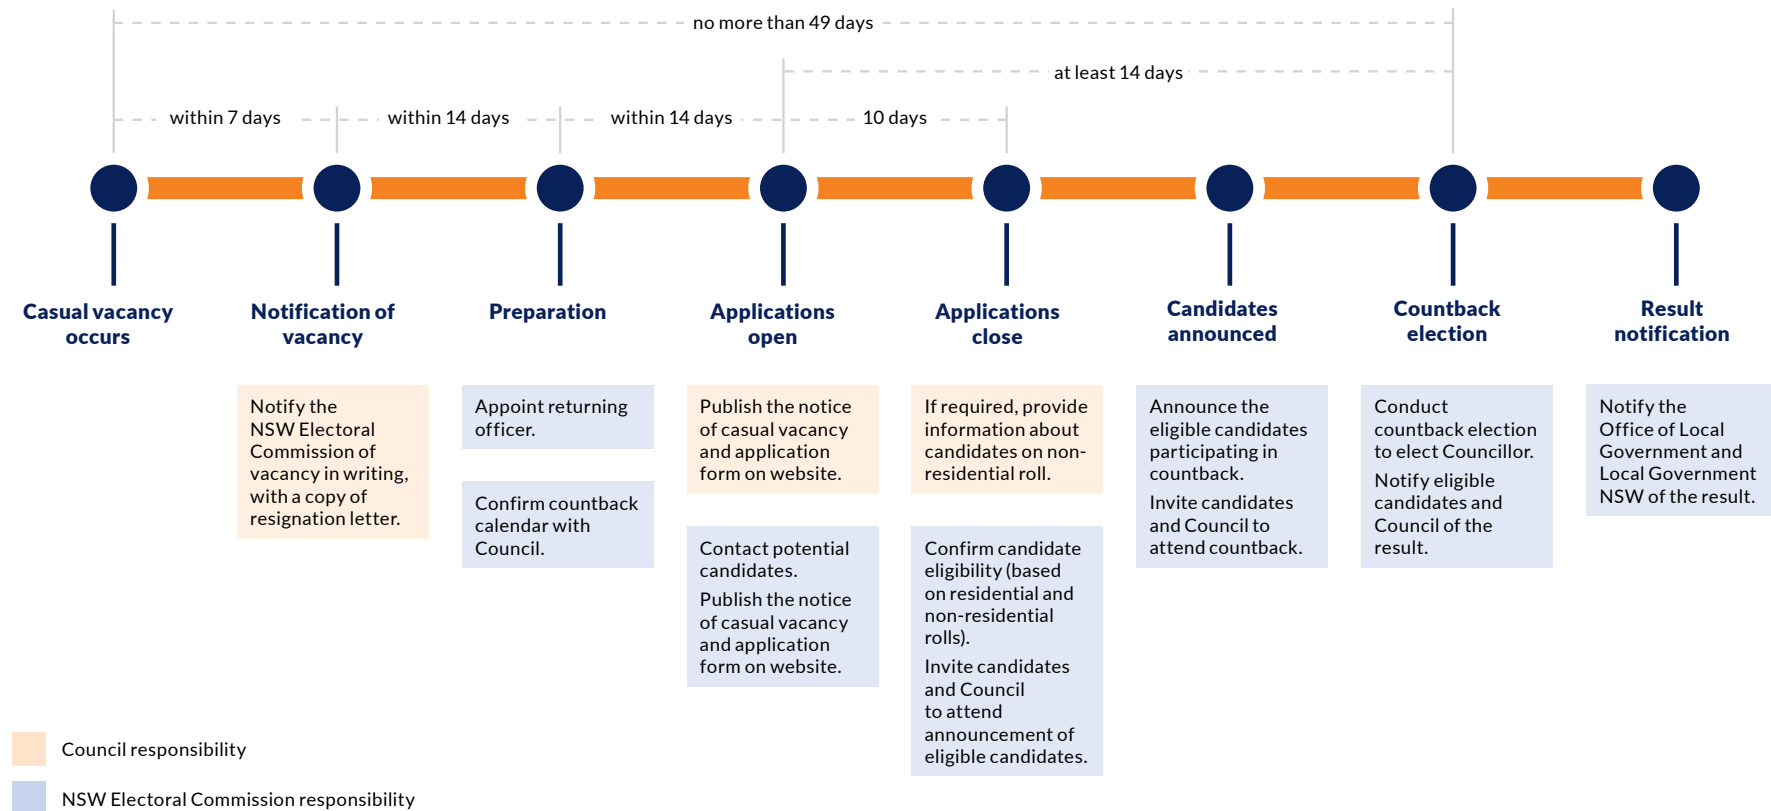 no more than 49 days
at least 14 days
within 7 days
within 14 days
within 14 days
10 days
Casual vacancy
occurs
Notification of
vacancy
Preparation
Applications
open
Applications
close
Candidates
announced
Countback
election
Result
notification
Notify the
NSW Electoral
Commission of
vacancy in writing,
with a copy of
resignation letter.
Appoint returning
officer.
Confirm countback
calendar with
Council.
Publish the notice
of casual vacancy
and application
form on website.
Contact potential
candidates.
Publish the notice
of casual vacancy
and application
form on website.
If required, provide
information about
candidates on non-
residential roll.
Confirm candidate
eligibility (based
on residential and
non-residential
rolls).
Invite candidates
and Council
to attend
announcement of
eligible candidates.
Announce the
eligible candidates
participating in
countback.
Invite candidates
and Council to
attend countback.
Conduct
countback election
to elect Councillor.
Notify eligible
candidates and
Council of the
result.
Notify the
Office of Local
Government and
Local Government
NSW of the result.
Council responsibility
NSW Electoral Commission responsibility